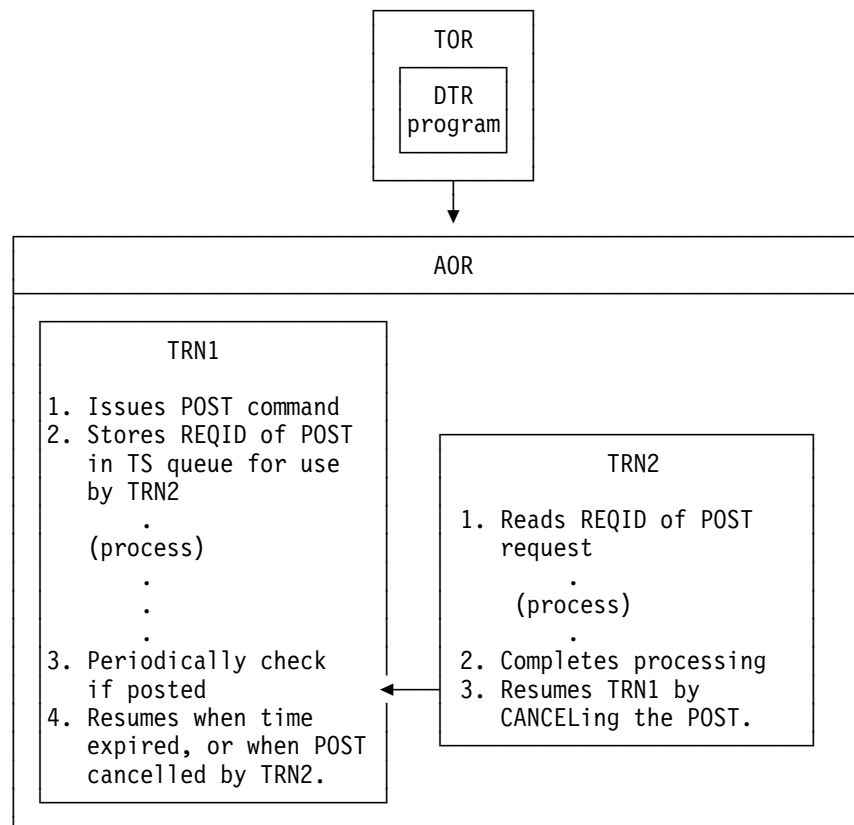 TOR
DTR
program
AOR
TRN1
1. Issues POST command
2. Stores REQID of POST
in TS queue for use
by TRN2
.
(process)
.
.
.
3. Periodically check
if posted
4. Resumes when time
expired, or when POST
cancelled by TRN2.
TRN2
1. Reads REQID of POST
request
.
(process)
.
2. Completes processing
3. Resumes TRN1 by
CANCELing the POST.